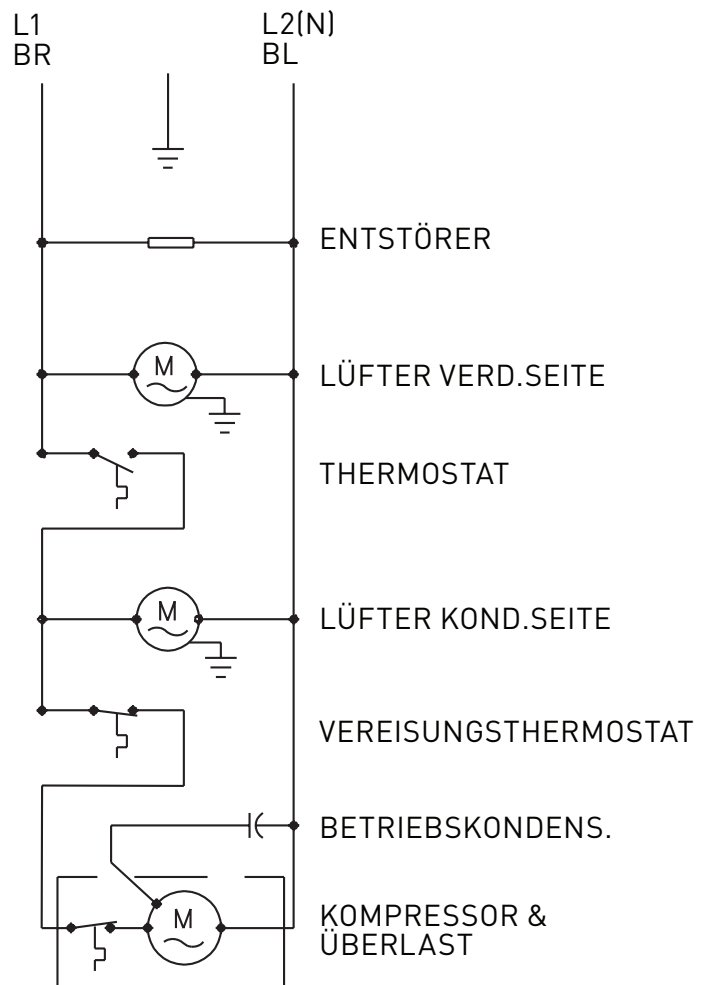 L1
L2(N)
BR
BL
ENTSTÖRER
M
LÜFTER VERD.SEITE
THERMOSTAT
M
LÜFTER KOND.SEITE
VEREISUNGSTHERMOSTAT
BETRIEBSKONDENS.
M
KOMPRESSOR &
ÜBERLAST